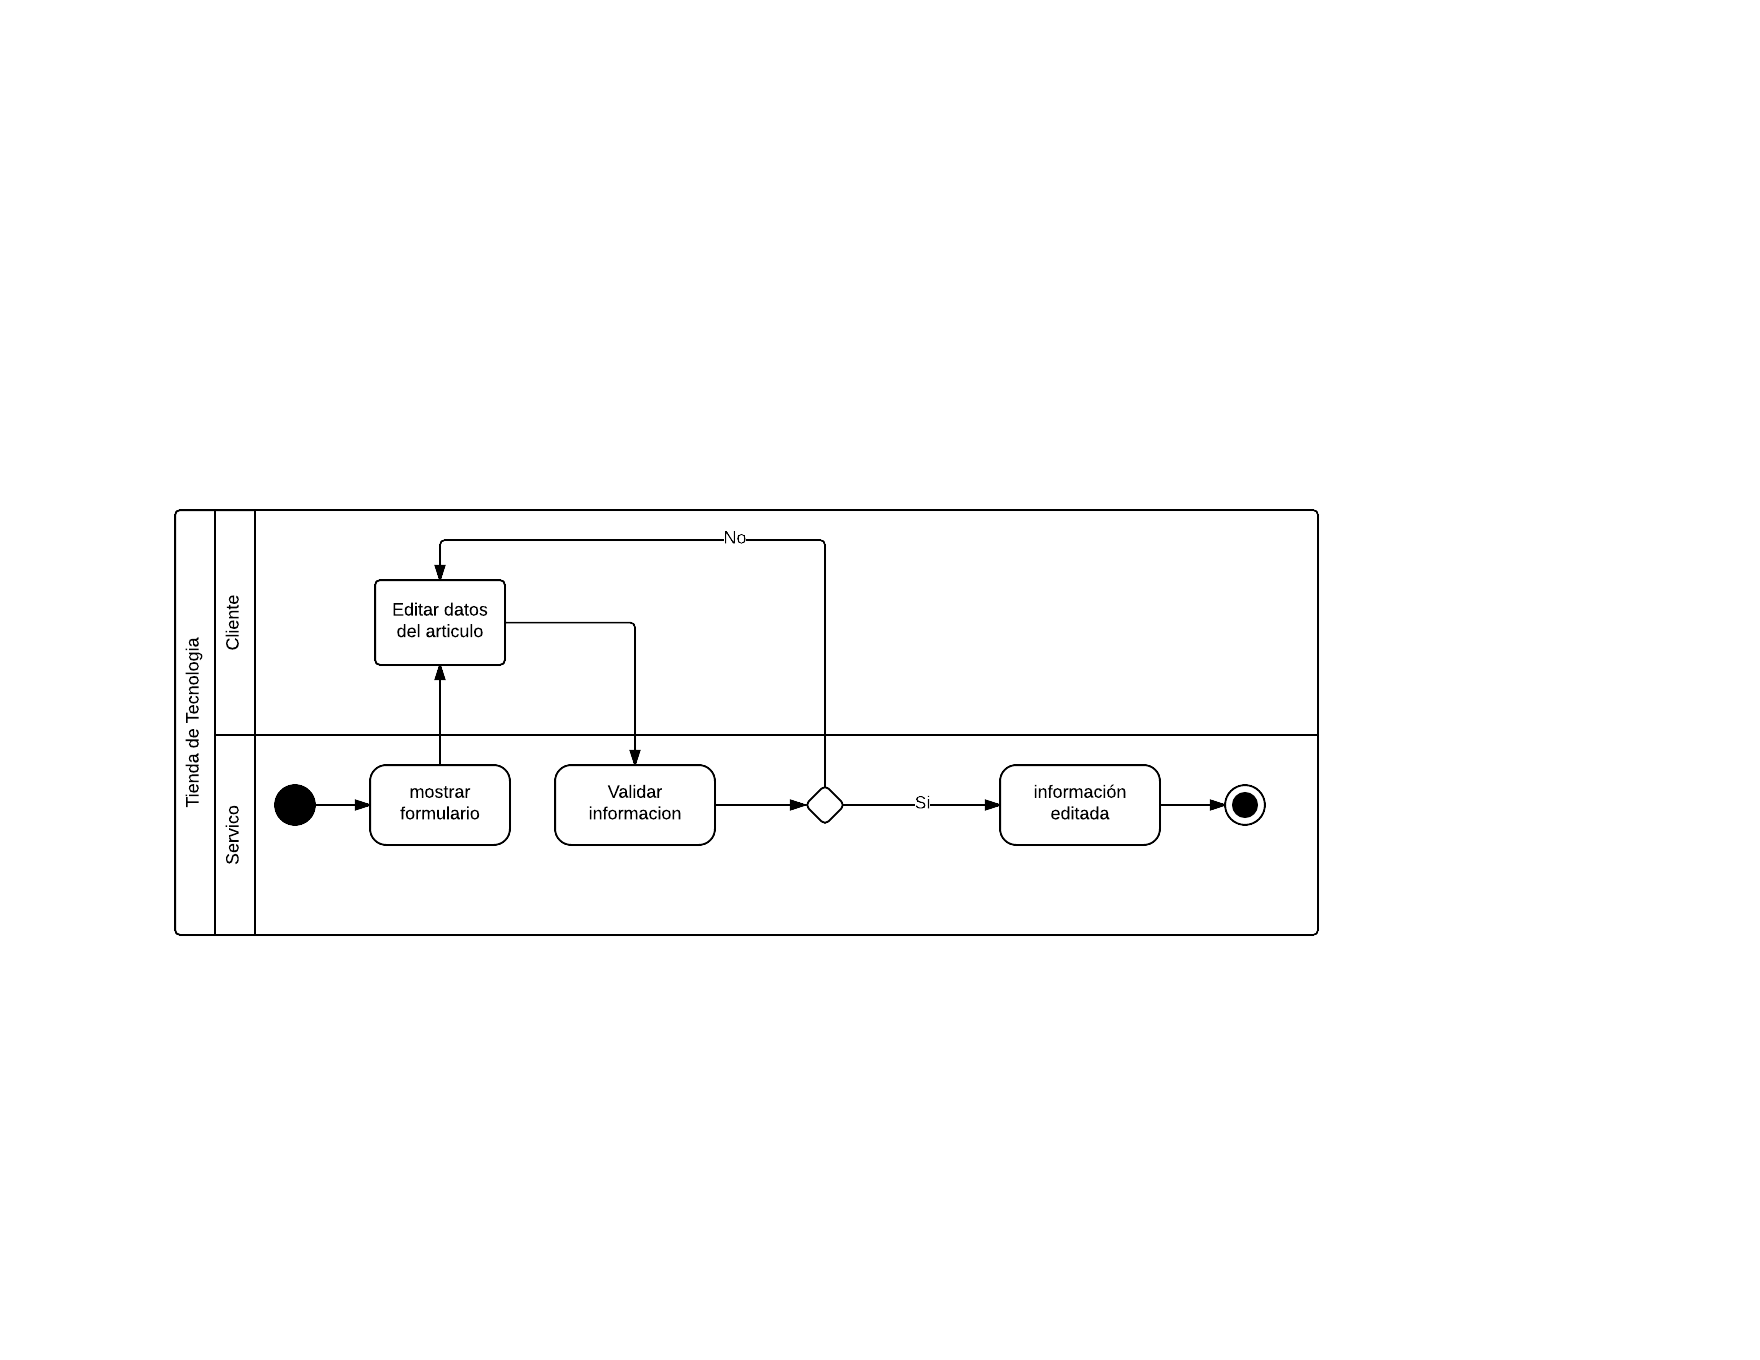 Tienda de Tecnologia
Cliente
No
Editar datos
del articulo
Servico
mostrar
formulario
Validar
informacion
Si
información
editada